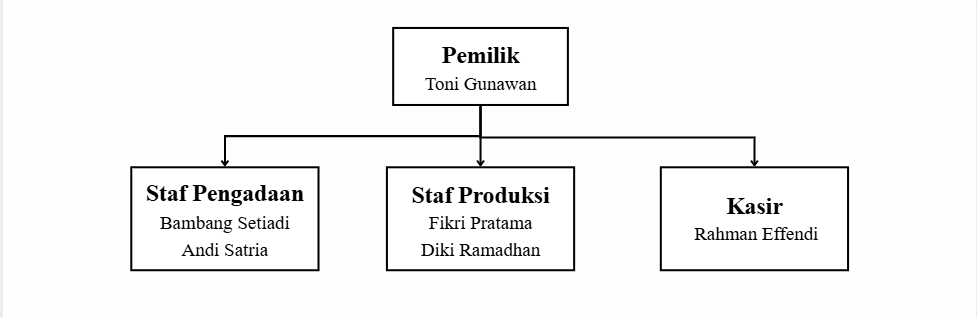 Pemilik
Toni Gunawan
Staf Pengadaan
Bambang Setiadi
Andi Satria
Staf Produksi
Fikri Pratama
Diki Ramadhan
Kasir
Rahman Effendi